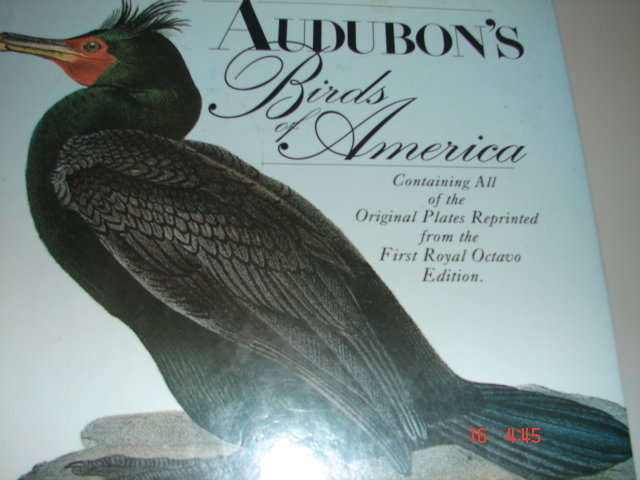 AUDUBON'S
Birds
of
America
Containing All
of the
Original Plates Reprinted
from the
First Royal Octavo
Edition.
16 4:45